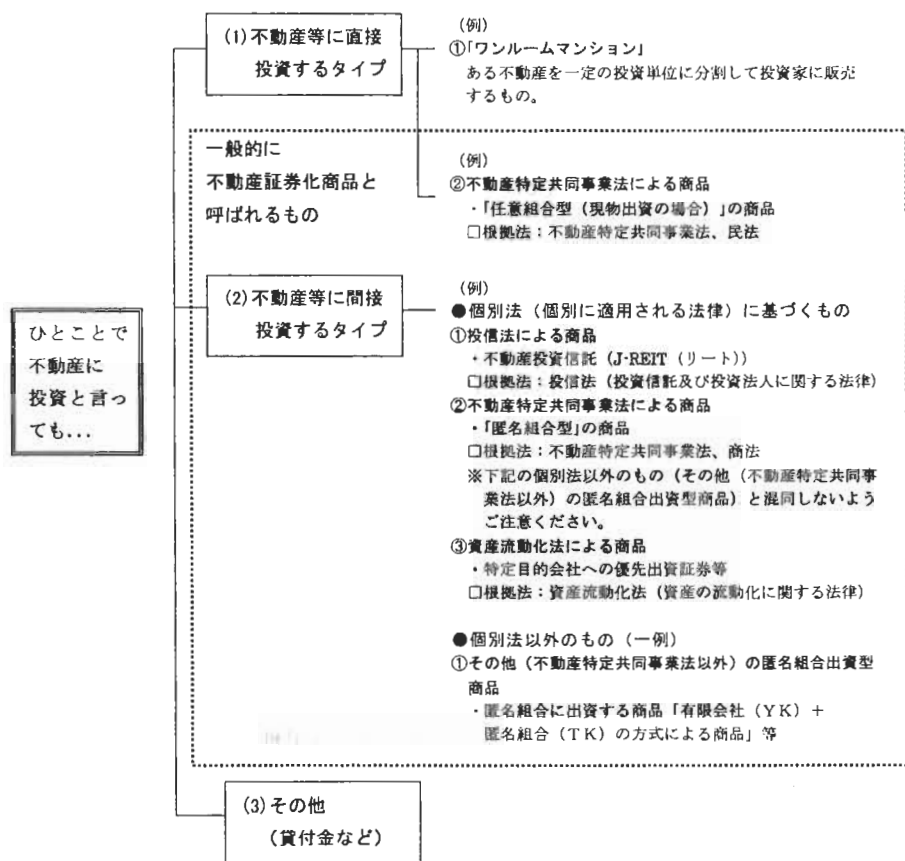 ひとことで
不動産に
投資と言っ
ても...
(1)不動産等に直接
投資するタイプ
(例)
①「ワンルームマンション」
ある不動産を一定の投資単位に分割して投資家に販売
するもの。
一般的に
不動産証券化商品と
呼ばれるもの
(例)
②不動産特定共同事業法による商品
・「任意組合型（現物出資の場合）」の商品
□根拠法：不動産特定共同事業法、民法
(2)不動産等に間接
投資するタイプ
(例)
●個別法（個別に適用される法律）に基づくもの
①投信法による商品
・不動産投資信託（J-REIT（リート））
□根拠法：投信法（投資信託及び投資法人に関する法律）
②不動産特定共同事業法による商品
・「匿名組合型」の商品
□根拠法：不動産特定共同事業法、商法
※下記の個別法以外のもの（その他（不動産特定共同事
業法以外）の匿名組合出資型商品）と混同しないよう
ご注意ください。
③資産流動化法による商品
・特定目的会社への優先出資証券等
□根拠法：資産流動化法（資産の流動化に関する法律）
●個別法以外のもの（一例）
①その他（不動産特定共同事業法以外）の匿名組合出資型
商品
・匿名組合に出資する商品「有限会社（ＹＫ）＋
匿名組合（ＴＫ）の方式による商品」等
(3)その他
（貸付金など）